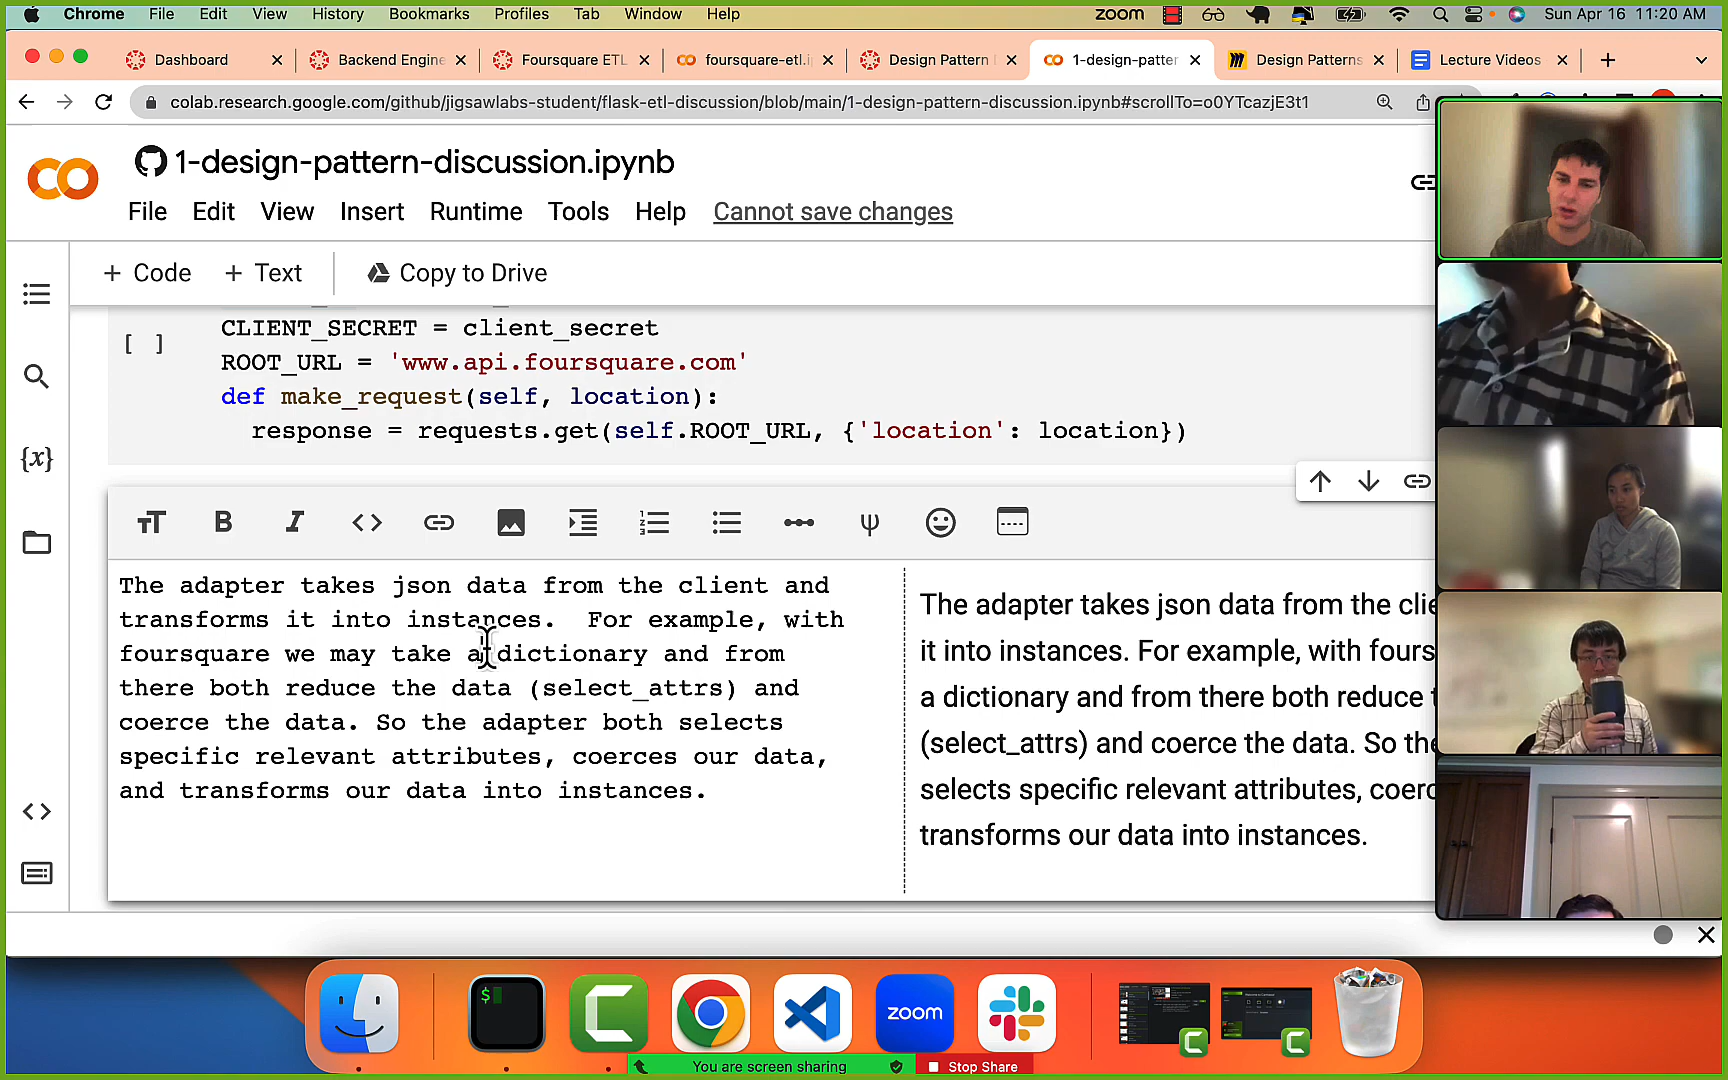 Chrome File Edit View History Bookmarks Profiles Tab Window Help zoom Sun Apr 16 11:20 AM
Dashboard Backend Engine Foursquare ETL foursquare-etl.i Design Pattern 1-design-patter Design Patterns Lecture Videos
colab.research.google.com/github/jigsawlabs-student/flask-etl-discussion/blob/main/1-design-pattern-discussion.ipynb#scrollTo=o0YTcazjE3t1
1-design-pattern-discussion.ipynb
File Edit View Insert Runtime Tools Help Cannot save changes
+ Code + Text Copy to Drive
CLIENT_SECRET = client_secret
[ ] ROOT_URL = 'www.api.foursquare.com'
def make_request(self, location):
response = requests.get(self.ROOT_URL, {'location': location})
The adapter takes json data from the client and
transforms it into instances.  For example, with
foursquare we may take a dictionary and from
there both reduce the data (select_attrs) and
coerce the data. So the adapter both selects
specific relevant attributes, coerces our data,
and transforms our data into instances.
The adapter takes json data from the clie
it into instances. For example, with fours
a dictionary and from there both reduce t
(select_attrs) and coerce the data. So the
selects specific relevant attributes, coerc
transforms our data into instances.
zoom
You are screen sharing Stop Share